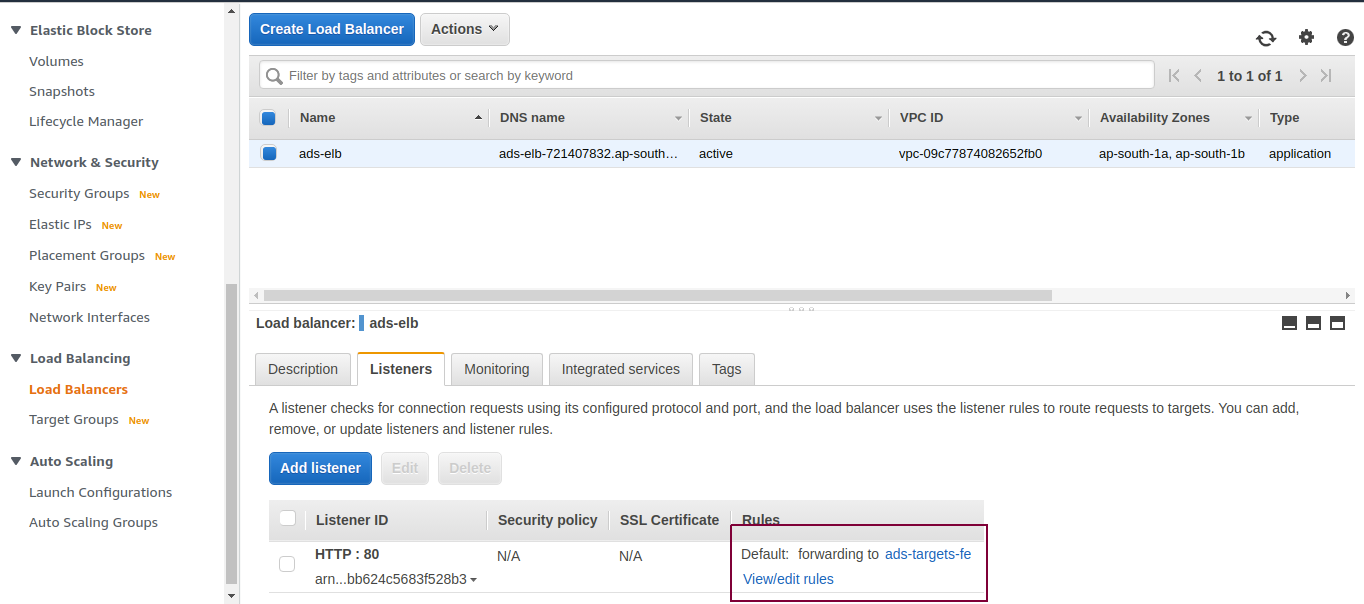 Elastic Block Store
Volumes
Snapshots
Lifecycle Manager
Network & Security
Security Groups New
Elastic IPs New
Placement Groups New
Key Pairs New
Network Interfaces
Load Balancing
Load Balancers
Target Groups New
Auto Scaling
Launch Configurations
Auto Scaling Groups
Create Load Balancer Actions
Filter by tags and attributes or search by keyword 1 to 1 of 1
Name DNS name State VPC ID Availability Zones Type
ads-elb ads-elb-721407832.ap-south... active vpc-09c77874082652fb0 ap-south-1a, ap-south-1b application
Load balancer: ads-elb
Description Listeners Monitoring Integrated services Tags
A listener checks for connection requests using its configured protocol and port, and the load balancer uses the listener rules to route requests to targets. You can add,
remove, or update listeners and listener rules.
Add listener Edit Delete
Listener ID Security policy SSL Certificate Rules
HTTP : 80 N/A N/A Default: forwarding to ads-targets-fe
arn...bb624c5683f528b3 View/edit rules